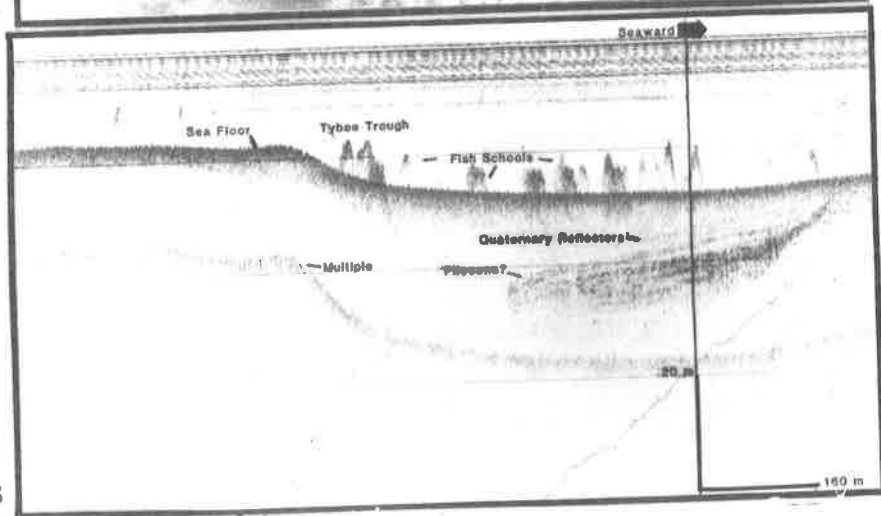 Seaward
Sea Floor
Tybee Trough
Fish Schools
Quaternary Reflectors
Multiple
Pliocene?
20 m
160 m